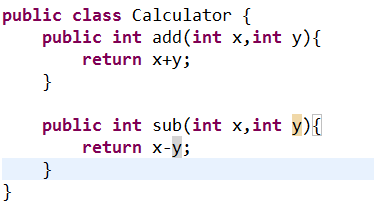 public class Calculator {
    public int add(int x,int y){
        return x+y;
    }

    public int sub(int x,int y){
        return x-y;
    }
}